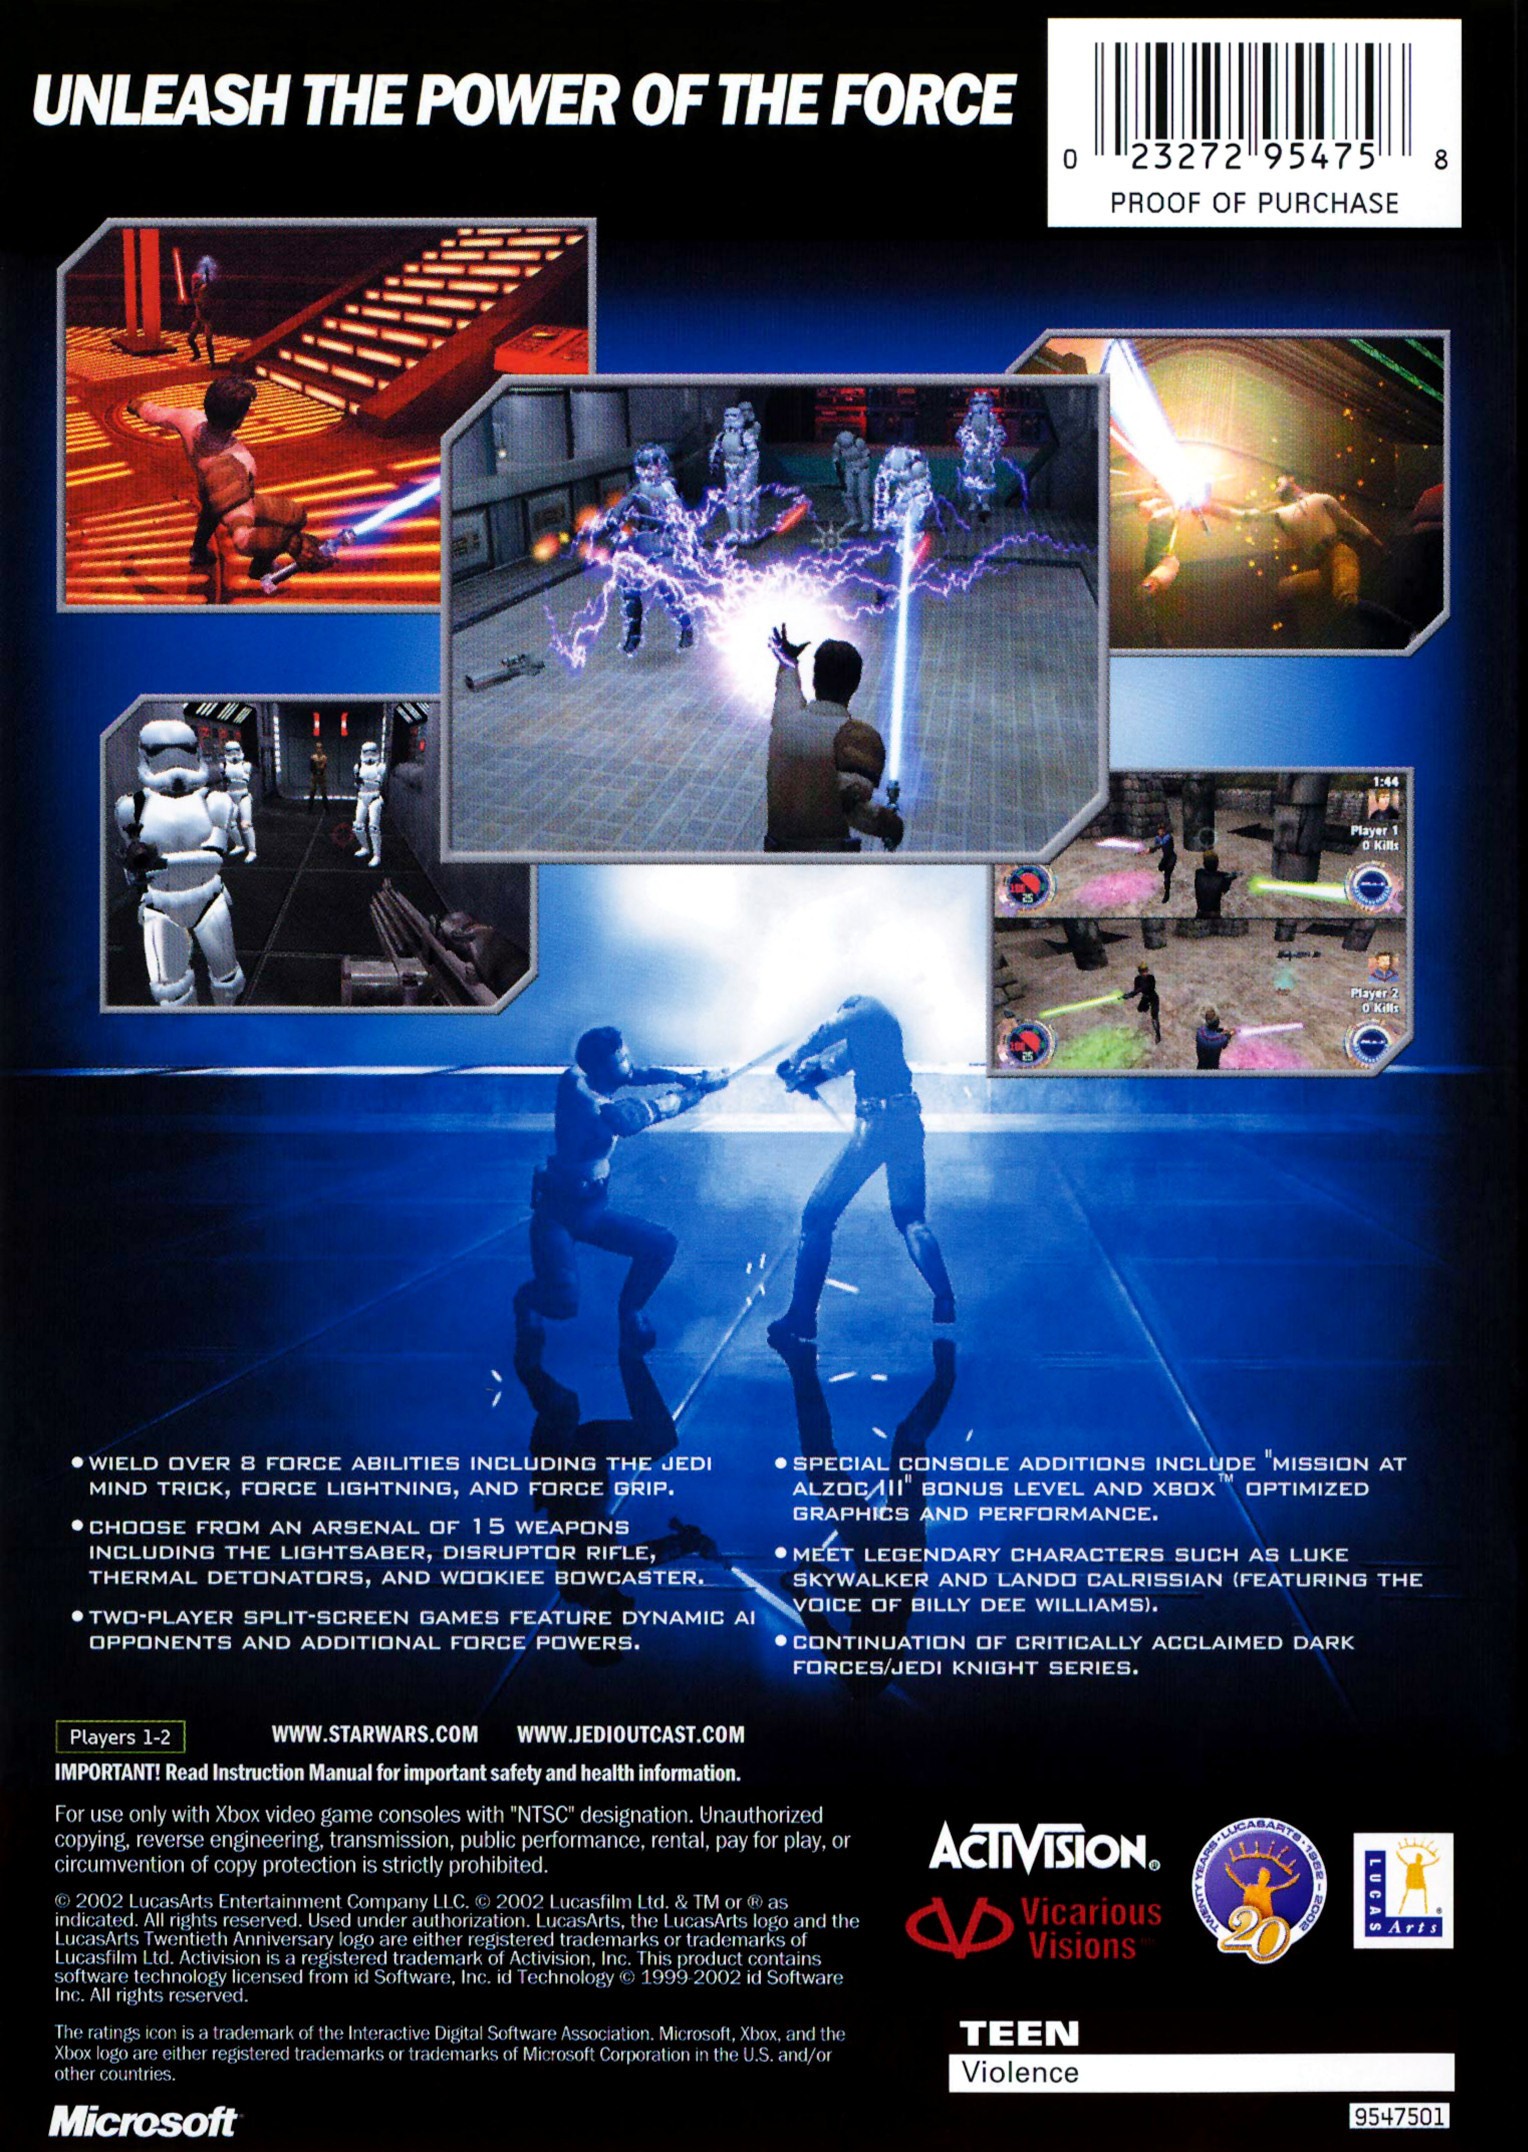 UNLEASH THE POWER OF THE FORCE
0 23272 95475 8
PROOF OF PURCHASE
1:44
Player 1
0 Kills
25
Player 2
0 Kills
25
• WIELD OVER 8 FORCE ABILITIES INCLUDING THE JEDI
MIND TRICK, FORCE LIGHTNING, AND FORCE GRIP.
• CHOOSE FROM AN ARSENAL OF 15 WEAPONS
INCLUDING THE LIGHTSABER, DISRUPTOR RIFLE,
THERMAL DETONATORS, AND WOOKIEE BOWCASTER.
• TWO-PLAYER SPLIT-SCREEN GAMES FEATURE DYNAMIC AI
OPPONENTS AND ADDITIONAL FORCE POWERS.
• SPECIAL CONSOLE ADDITIONS INCLUDE "MISSION AT
ALZOC III" BONUS LEVEL AND XBOX™ OPTIMIZED
GRAPHICS AND PERFORMANCE.
• MEET LEGENDARY CHARACTERS SUCH AS LUKE
SKYWALKER AND LANDO CALRISSIAN (FEATURING THE
VOICE OF BILLY DEE WILLIAMS).
• CONTINUATION OF CRITICALLY ACCLAIMED DARK
FORCES/JEDI KNIGHT SERIES.
Players 1-2
WWW.STARWARS.COM WWW.JEDIOUTCAST.COM
IMPORTANT! Read Instruction Manual for important safety and health information.
For use only with Xbox video game consoles with "NTSC" designation. Unauthorized
copying, reverse engineering, transmission, public performance, rental, pay for play, or
circumvention of copy protection is strictly prohibited.
© 2002 LucasArts Entertainment Company LLC. © 2002 Lucasfilm Ltd. & TM or ® as
indicated. All rights reserved. Used under authorization. LucasArts, the LucasArts logo and the
LucasArts Twentieth Anniversary logo are either registered trademarks or trademarks of
Lucasfilm Ltd. Activision is a registered trademark of Activision, Inc. This product contains
software technology licensed from id Software, Inc. id Technology © 1999-2002 id Software
Inc. All rights reserved.
The ratings icon is a trademark of the Interactive Digital Software Association. Microsoft, Xbox, and the
Xbox logo are either registered trademarks or trademarks of Microsoft Corporation in the U.S. and/or
other countries.
Microsoft
ACTIVISION®
Vicarious
Visions™
TWENTY YEARS • LUCASARTS • 1982 - 2002
20
LUCAS
Arts®
TEEN
Violence
9547501